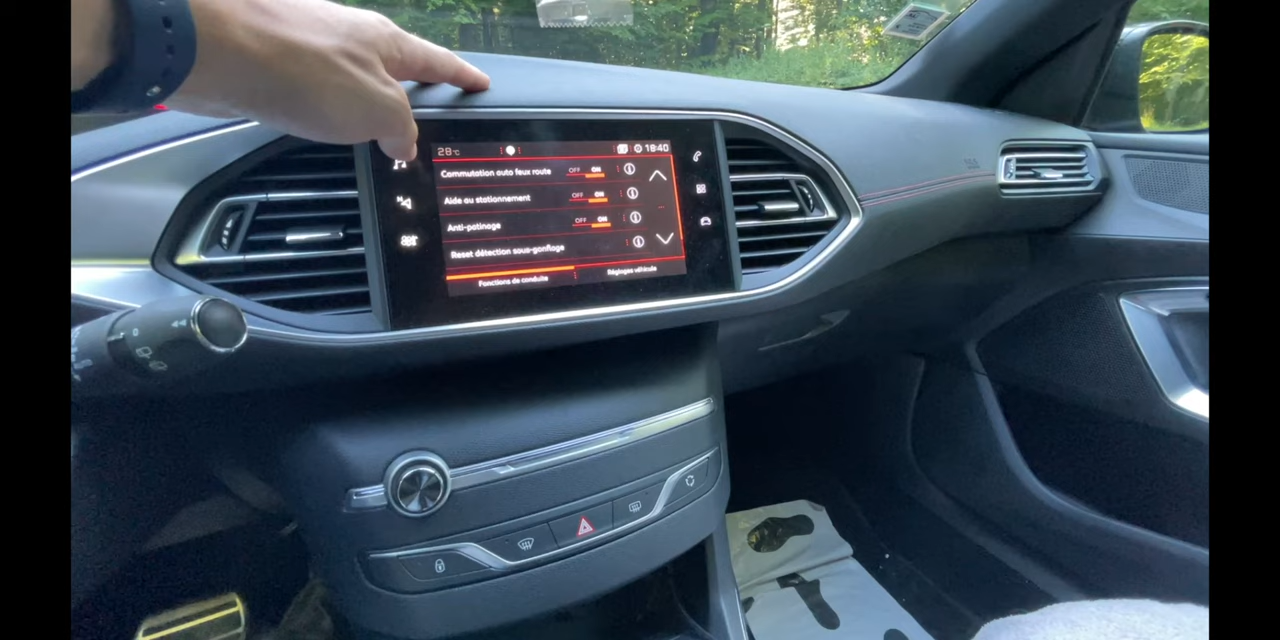 28°C
18:40
Commutation auto feux route OFF ON
Aide au stationnement OFF ON
Anti-patinage OFF ON
Reset détection sous-gonflage
Fonctions de conduite
Réglages véhicule